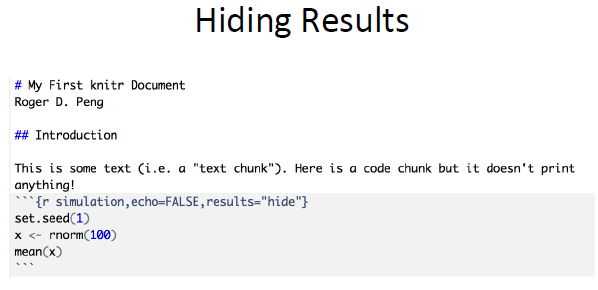 Hiding Results
# My First knitr Document
Roger D. Peng
## Introduction
This is some text (i.e. a "text chunk"). Here is a code chunk but it doesn't print
anything!
```{r simulation,echo=FALSE,results="hide"}
set.seed(1)
x <- rnorm(100)
mean(x)
```